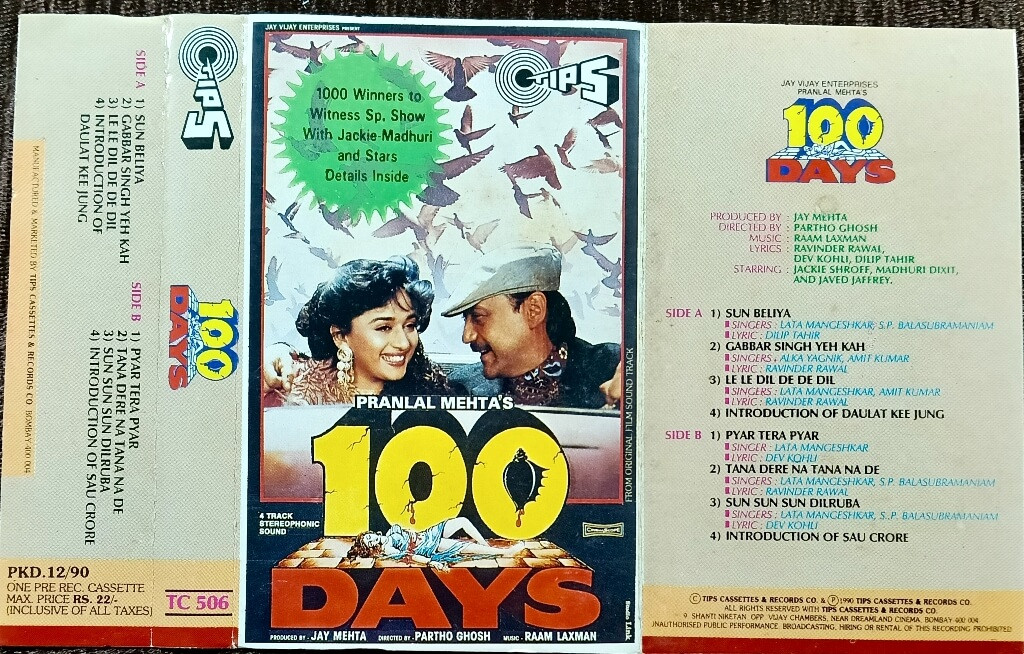 TIPS
SIDE A
1) SUN BELIYA
2) GABBAR SINGH YEH KAH
3) LE LE DIL DE DE DIL
4) INTRODUCTION OF
DAULAT KEE JUNG
SIDE B
1) PYAR TERA PYAR
2) TANA DERE NA TANA NA DE
3) SUN SUN SUN DILRUBA
4) INTRODUCTION OF SAU CRORE
100
DAYS
MANUFACTURED & MARKETED BY TIPS CASSETTES & RECORDS CO. BOMBAY-400 004
PKD.12/90
ONE PRE REC. CASSETTE
MAX. PRICE RS. 22/-
(INCLUSIVE OF ALL TAXES)
TC 506
JAY VIJAY ENTERPRISES PRESENT
1000 Winners to
Witness Sp. Show
With Jackie-Madhuri
and Stars
Details Inside
TIPS
PRANLAL MEHTA'S
100
DAYS
4 TRACK
STEREOPHONIC
SOUND
CINEMASCOPE
FROM ORIGINAL FILM SOUND TRACK
Studio Link
PRODUCED BY : JAY MEHTA DIRECTED BY : PARTHO GHOSH MUSIC : RAAM LAXMAN
JAY VIJAY ENTERPRISES
PRANLAL MEHTA'S
100
DAYS
PRODUCED BY : JAY MEHTA
DIRECTED BY : PARTHO GHOSH
MUSIC : RAAM LAXMAN
LYRICS : RAVINDER RAWAL,
DEV KOHLI, DILIP TAHIR
STARRING : JACKIE SHROFF, MADHURI DIXIT,
AND JAVED JAFFREY.
SIDE A 1) SUN BELIYA
SINGERS : LATA MANGESHKAR, S.P. BALASUBRAMANIAM
LYRIC : DILIP TAHIR
2) GABBAR SINGH YEH KAH
SINGERS : ALKA YAGNIK, AMIT KUMAR
LYRIC : RAVINDER RAWAL
3) LE LE DIL DE DE DIL
SINGERS : LATA MANGESHKAR, AMIT KUMAR
LYRIC : RAVINDER RAWAL
4) INTRODUCTION OF DAULAT KEE JUNG
SIDE B 1) PYAR TERA PYAR
SINGER : LATA MANGESHKAR
LYRIC : DEV KOHLI
2) TANA DERE NA TANA NA DE
SINGERS : LATA MANGESHKAR, S.P. BALASUBRAMANIAM
LYRIC : RAVINDER RAWAL
3) SUN SUN SUN DILRUBA
SINGERS : LATA MANGESHKAR, S.P. BALASUBRAMANIAM
LYRIC : DEV KOHLI
4) INTRODUCTION OF SAU CRORE
© TIPS CASSETTES & RECORDS CO. & ℗ 1990 TIPS CASSETTES & RECORDS CO.
ALL RIGHTS RESERVED WITH TIPS CASSETTES & RECORDS CO.
9, SHANTI NIKETAN OPP. VIJAY CHAMBERS, NEAR DREAMLAND CINEMA, BOMBAY-400 004
UNAUTHORISED PUBLIC PERFORMANCE, BROADCASTING, HIRING OR RENTAL OF THIS RECORDING PROHIBITED